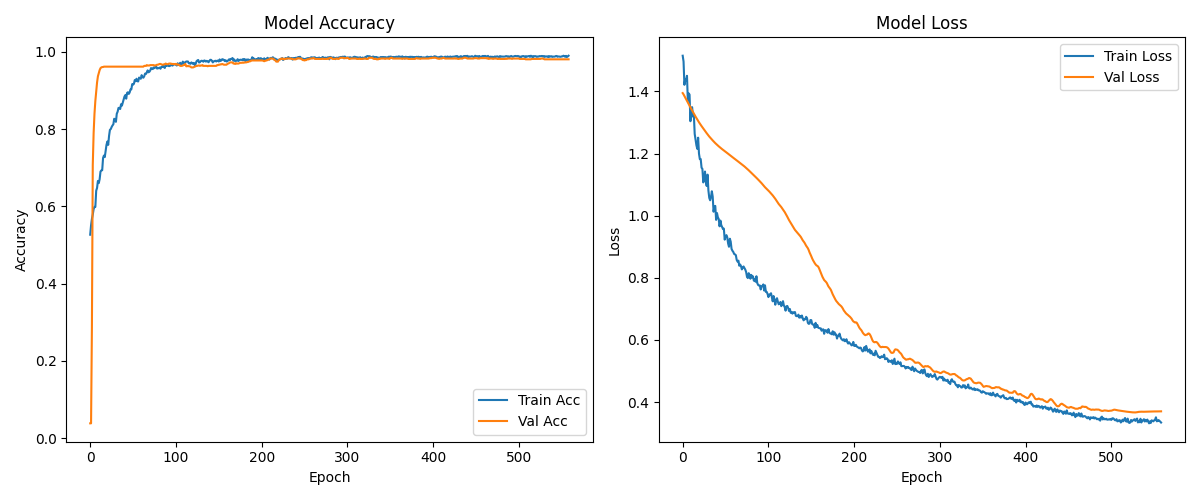 Model Accuracy
1.0
0.8
0.6
0.4
0.2
0.0
Accuracy
0 100 200 300 400 500
Epoch
Train Acc
Val Acc
Model Loss
1.4
1.2
1.0
0.8
0.6
0.4
Loss
0 100 200 300 400 500
Epoch
Train Loss
Val Loss